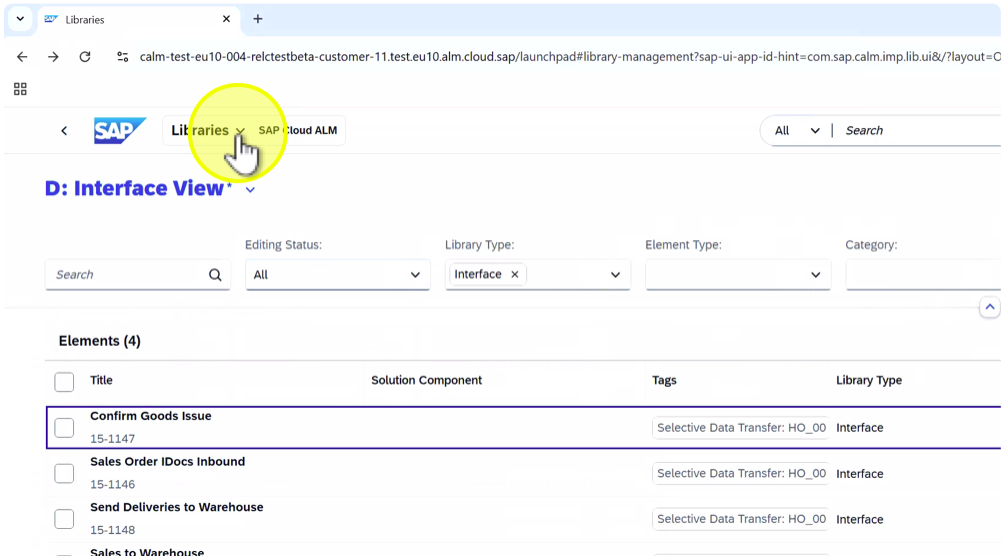 Libraries
calm-test-eu10-004-relctestbeta-customer-11.test.eu10.alm.cloud.sap/launchpad#library-management?sap-ui-app-id-hint=com.sap.calm.imp.lib.ui&/?layout=O
SAP Libraries SAP Cloud ALM All Search
D: Interface View*
Editing Status: Library Type: Element Type: Category:
Search All Interface
Elements (4)
Title Solution Component Tags Library Type
Confirm Goods Issue
15-1147 Selective Data Transfer: HO_00 Interface
Sales Order IDocs Inbound
15-1146 Selective Data Transfer: HO_00 Interface
Send Deliveries to Warehouse
15-1148 Selective Data Transfer: HO_00 Interface
Sales to Warehouse